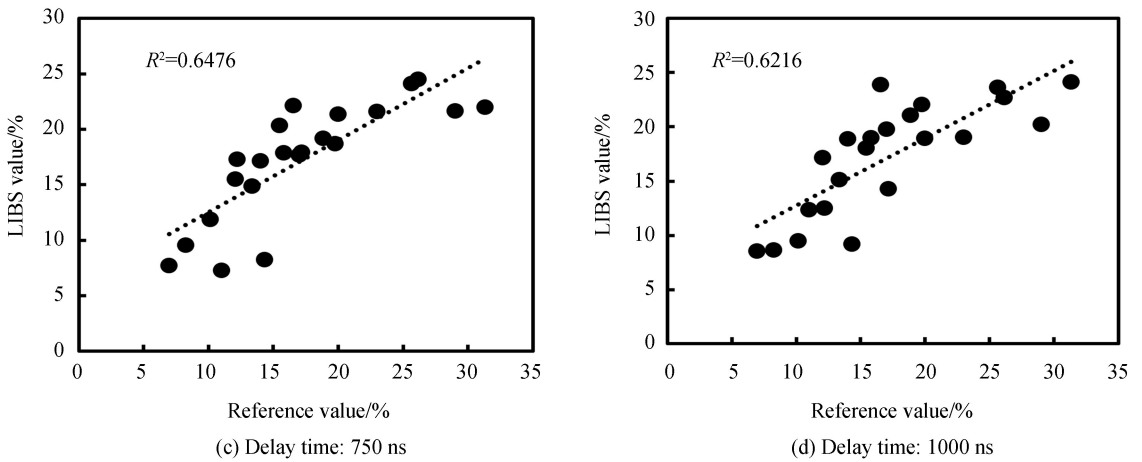 30
25
20
15
10
5
0
LIBS value/%
R²=0.6476
0 5 10 15 20 25 30 35
Reference value/%
(c) Delay time: 750 ns
30
25
20
15
10
5
0
LIBS value/%
R²=0.6216
0 5 10 15 20 25 30 35
Reference value/%
(d) Delay time: 1000 ns